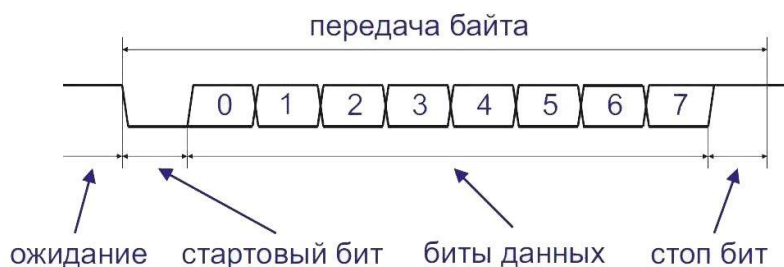 передача байта
0 1 2 3 4 5 6 7
ожидание стартовый бит биты данных стоп бит